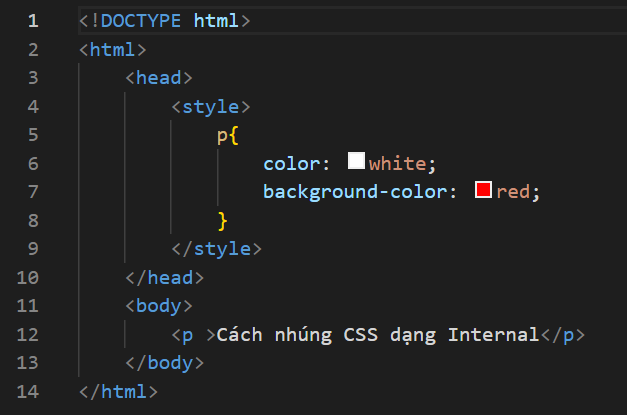 1 <!DOCTYPE html>
2 <html>
3     <head>
4         <style>
5             p{
6                 color: white;
7                 background-color: red;
8             }
9         </style>
10     </head>
11     <body>
12         <p >Cách nhúng CSS dạng Internal</p>
13     </body>
14 </html>